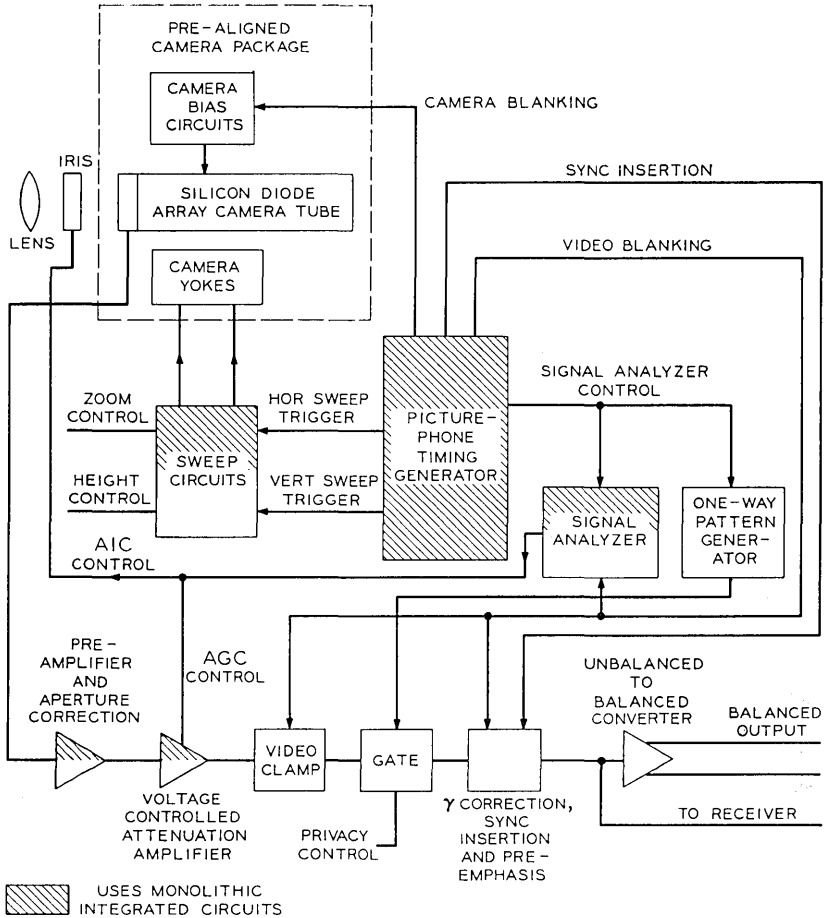 PRE-ALIGNED
CAMERA PACKAGE
CAMERA
BIAS
CIRCUITS
CAMERA BLANKING
SYNC INSERTION
IRIS
SILICON DIODE
ARRAY CAMERA TUBE
LENS
VIDEO BLANKING
CAMERA
YOKES
SIGNAL ANALYZER
CONTROL
ZOOM
CONTROL
HOR SWEEP
TRIGGER
PICTURE-
PHONE
TIMING
GENERATOR
SWEEP
CIRCUITS
HEIGHT
CONTROL
VERT SWEEP
TRIGGER
SIGNAL
ANALYZER
ONE-WAY
PATTERN
GENER-
ATOR
AIC
CONTROL
PRE-
AMPLIFIER
AND
APERTURE
CORRECTION
AGC
CONTROL
UNBALANCED
TO
BALANCED
CONVERTER
BALANCED
OUTPUT
VIDEO
CLAMP
GATE
VOLTAGE
CONTROLLED
ATTENUATION
AMPLIFIER
PRIVACY
CONTROL
γ CORRECTION,
SYNC
INSERTION
AND PRE-
EMPHASIS
TO RECEIVER
USES MONOLITHIC
INTEGRATED CIRCUITS